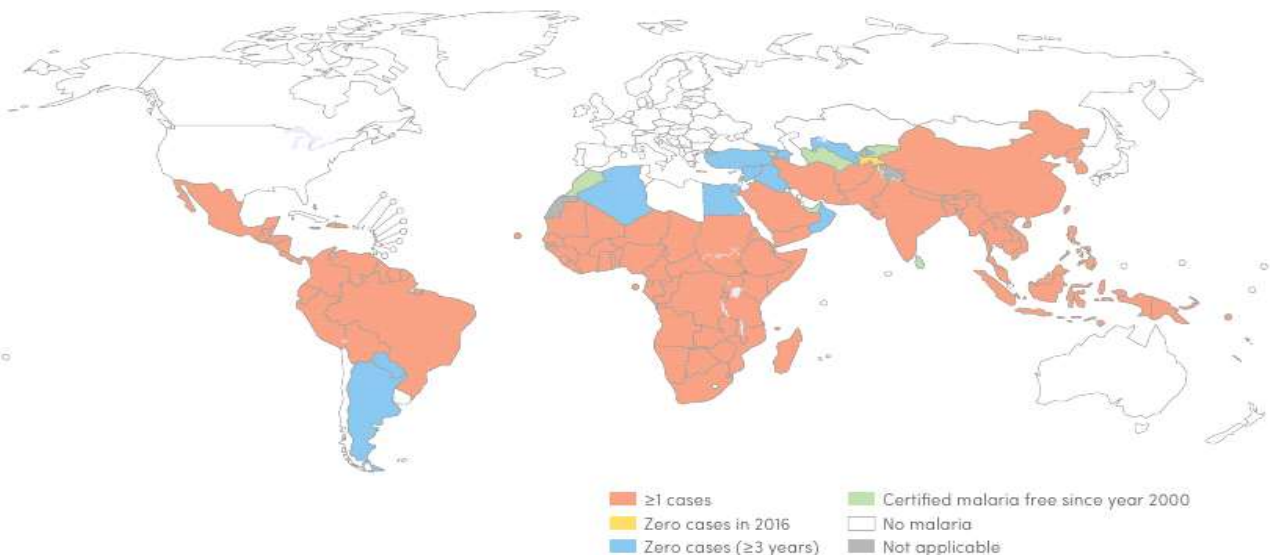 ≥1 cases
Zero cases in 2016
Zero cases (≥3 years)
Certified malaria free since year 2000
No malaria
Not applicable